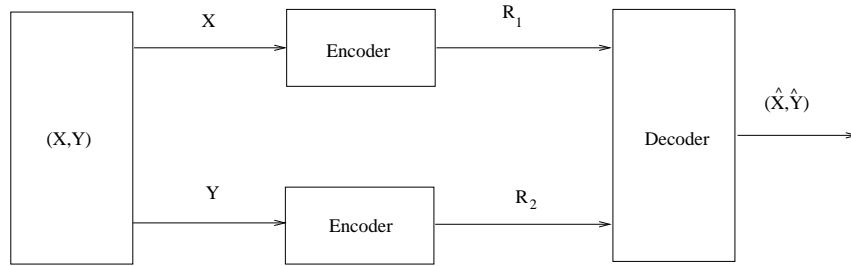 X
R₁
Encoder
(X̂,Ŷ)
(X,Y)
Decoder
Y
R₂
Encoder